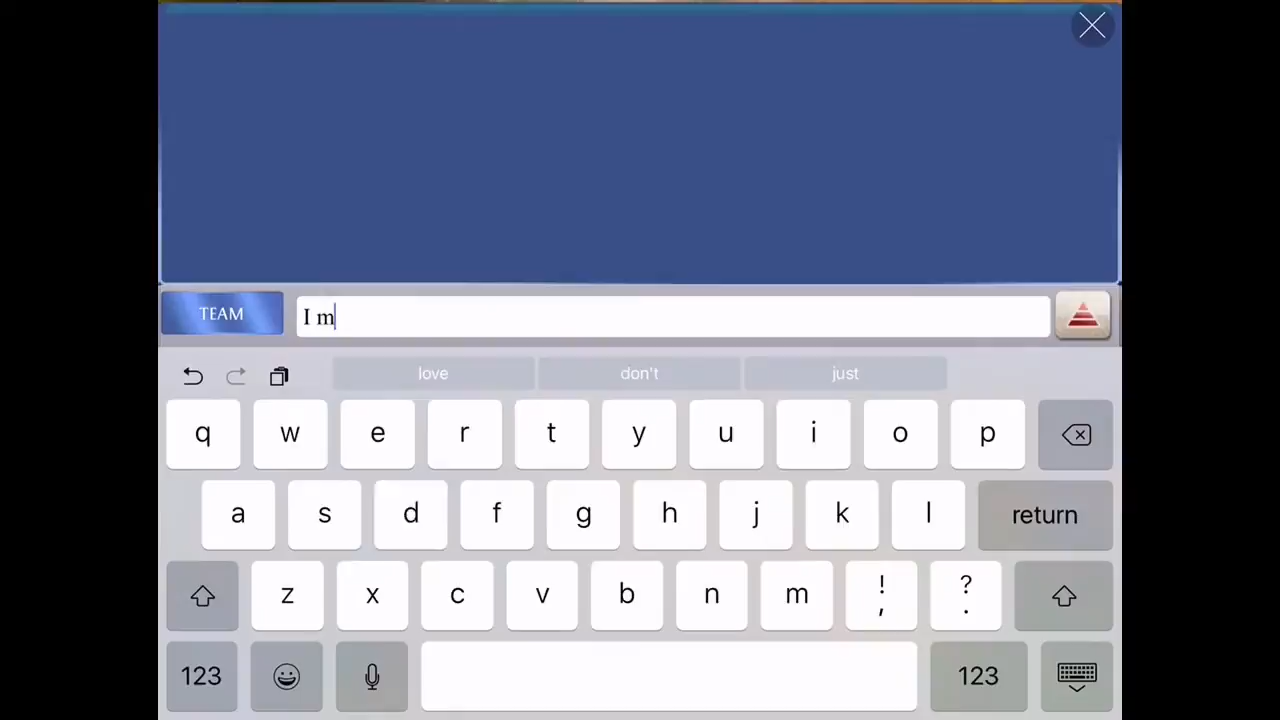 TEAM I m
love don't just
q w e r t y u i o p
a s d f g h j k l return
z x c v b n m ! , ? .
123 123